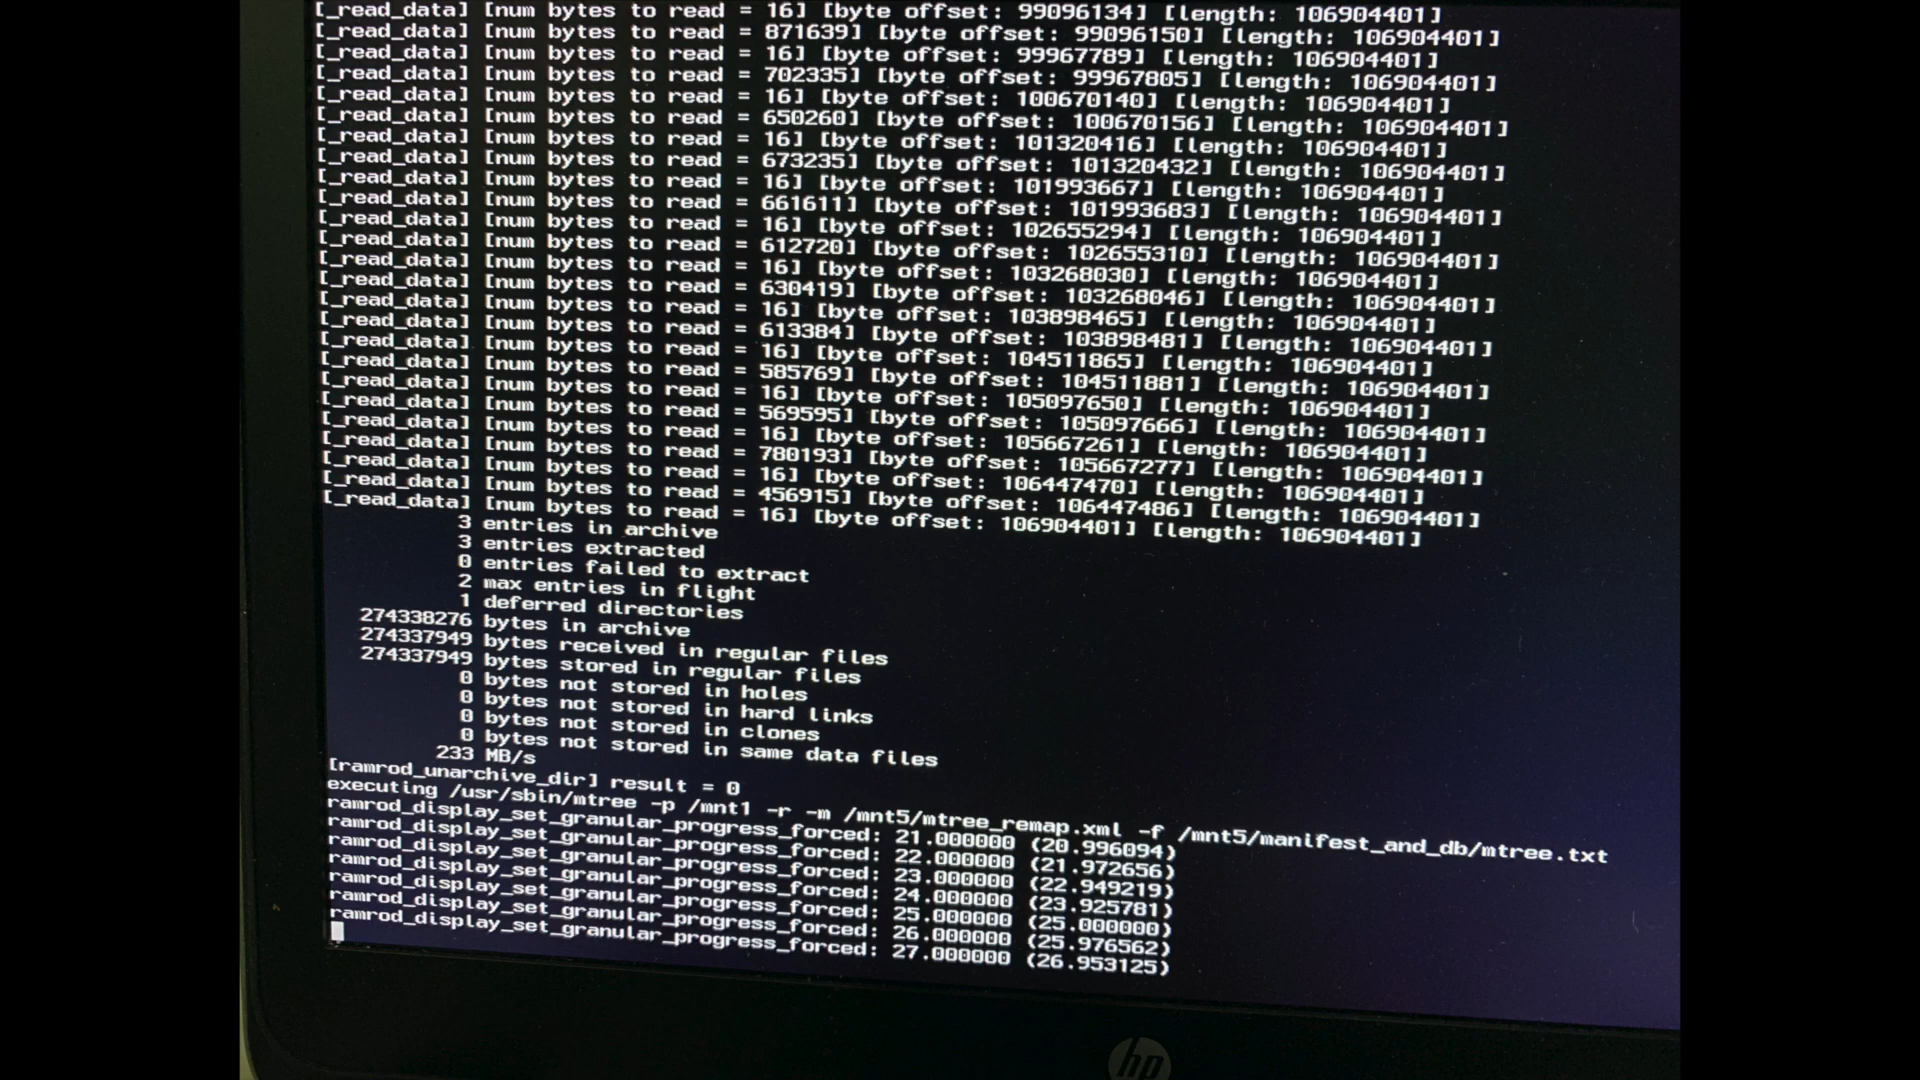 [_read_data] [num bytes to read = 16] [byte offset: 99096134] [length: 106904401]
[_read_data] [num bytes to read = 871639] [byte offset: 99096150] [length: 106904401]
[_read_data] [num bytes to read = 16] [byte offset: 99967789] [length: 106904401]
[_read_data] [num bytes to read = 702335] [byte offset: 99967805] [length: 106904401]
[_read_data] [num bytes to read = 16] [byte offset: 100670140] [length: 106904401]
[_read_data] [num bytes to read = 650260] [byte offset: 100670156] [length: 106904401]
[_read_data] [num bytes to read = 16] [byte offset: 101320416] [length: 106904401]
[_read_data] [num bytes to read = 673235] [byte offset: 101320432] [length: 106904401]
[_read_data] [num bytes to read = 16] [byte offset: 101993667] [length: 106904401]
[_read_data] [num bytes to read = 661611] [byte offset: 101993683] [length: 106904401]
[_read_data] [num bytes to read = 16] [byte offset: 102655294] [length: 106904401]
[_read_data] [num bytes to read = 612720] [byte offset: 102655310] [length: 106904401]
[_read_data] [num bytes to read = 16] [byte offset: 103268030] [length: 106904401]
[_read_data] [num bytes to read = 630419] [byte offset: 103268046] [length: 106904401]
[_read_data] [num bytes to read = 16] [byte offset: 103898465] [length: 106904401]
[_read_data] [num bytes to read = 613384] [byte offset: 103898481] [length: 106904401]
[_read_data] [num bytes to read = 16] [byte offset: 104511865] [length: 106904401]
[_read_data] [num bytes to read = 585769] [byte offset: 104511881] [length: 106904401]
[_read_data] [num bytes to read = 16] [byte offset: 105097650] [length: 106904401]
[_read_data] [num bytes to read = 569595] [byte offset: 105097666] [length: 106904401]
[_read_data] [num bytes to read = 16] [byte offset: 105667261] [length: 106904401]
[_read_data] [num bytes to read = 780193] [byte offset: 105667277] [length: 106904401]
[_read_data] [num bytes to read = 16] [byte offset: 106447470] [length: 106904401]
[_read_data] [num bytes to read = 456915] [byte offset: 106447486] [length: 106904401]
[_read_data] [num bytes to read = 16] [byte offset: 106904401] [length: 106904401]
3 entries in archive
3 entries extracted
0 entries failed to extract
2 max entries in flight
1 deferred directories
274338276 bytes in archive
274337949 bytes received in regular files
274337949 bytes stored in regular files
0 bytes not stored in holes
0 bytes not stored in hard links
0 bytes not stored in clones
0 bytes not stored in same data files
233 MB/s
[ramrod_unarchive_dir] result = 0
executing /usr/sbin/mtree -p /mnt1 -r -m /mnt5/mtree_remap.xml -f /mnt5/manifest_and_db/mtree.txt
ramrod_display_set_granular_progress_forced: 21.000000 (20.996094)
ramrod_display_set_granular_progress_forced: 22.000000 (21.972656)
ramrod_display_set_granular_progress_forced: 23.000000 (22.949219)
ramrod_display_set_granular_progress_forced: 24.000000 (23.925781)
ramrod_display_set_granular_progress_forced: 25.000000 (25.000000)
ramrod_display_set_granular_progress_forced: 26.000000 (25.976562)
ramrod_display_set_granular_progress_forced: 27.000000 (26.953125)
hp